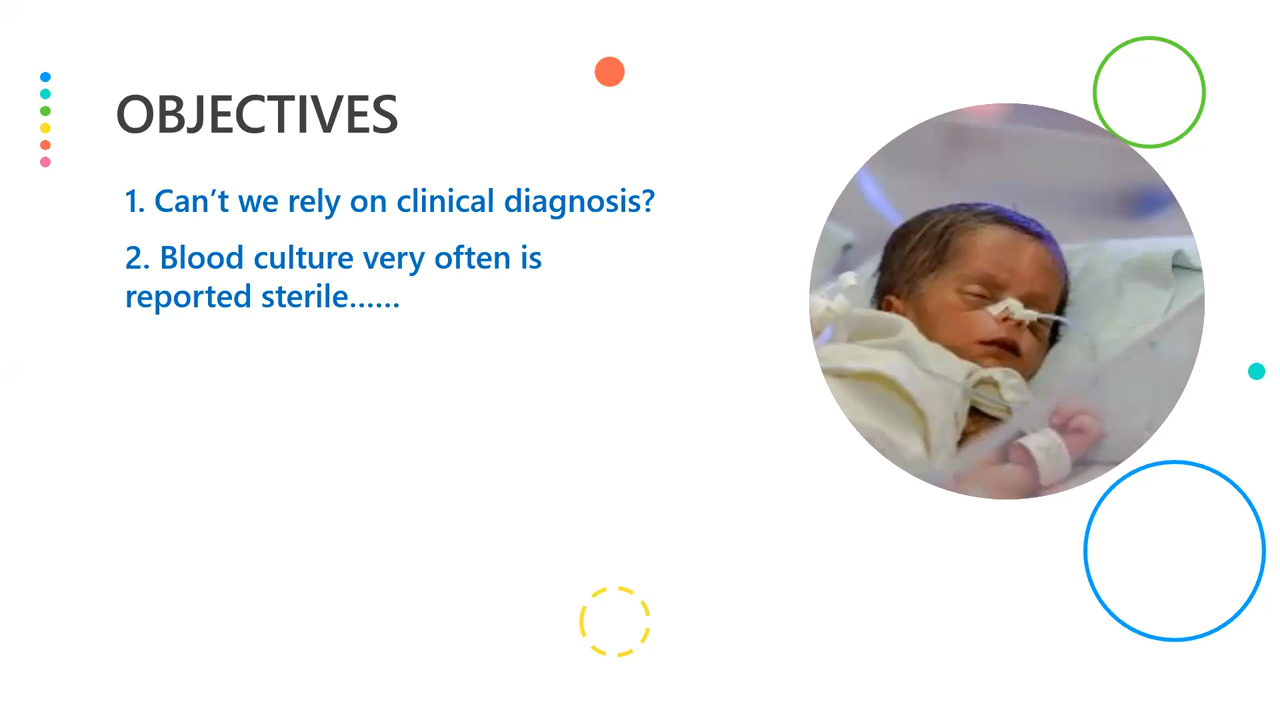 OBJECTIVES
1. Can’t we rely on clinical diagnosis?
2. Blood culture very often is
reported sterile......